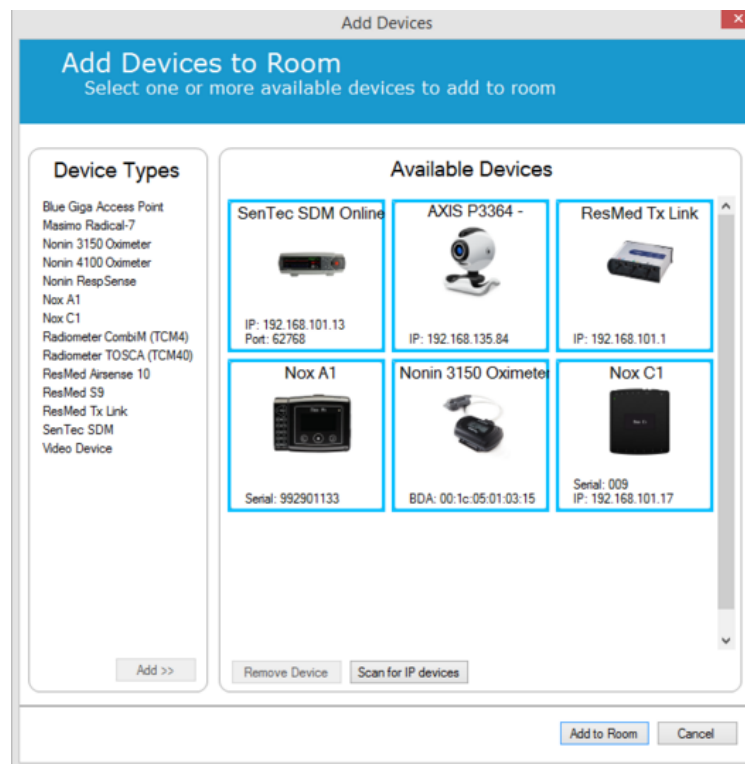 Add Devices
Add Devices to Room
Select one or more available devices to add to room
Device Types
Blue Giga Access Point
Masimo Radical-7
Nonin 3150 Oximeter
Nonin 4100 Oximeter
Nonin RespSense
Nox A1
Nox C1
Radiometer CombiM (TCM4)
Radiometer TOSCA (TCM40)
ResMed Airsense 10
ResMed S9
ResMed Tx Link
SenTec SDM
Video Device
Add >>
Available Devices
SenTec SDM Online
IP: 192.168.101.13
Port: 62768
AXIS P3364 -
IP: 192.168.135.84
ResMed Tx Link
IP: 192.168.101.1
Nox A1
Serial: 992901133
Nonin 3150 Oximeter
BDA: 00:1c:05:01:03:15
Nox C1
Serial: 009
IP: 192.168.101.17
Remove Device
Scan for IP devices
Add to Room
Cancel